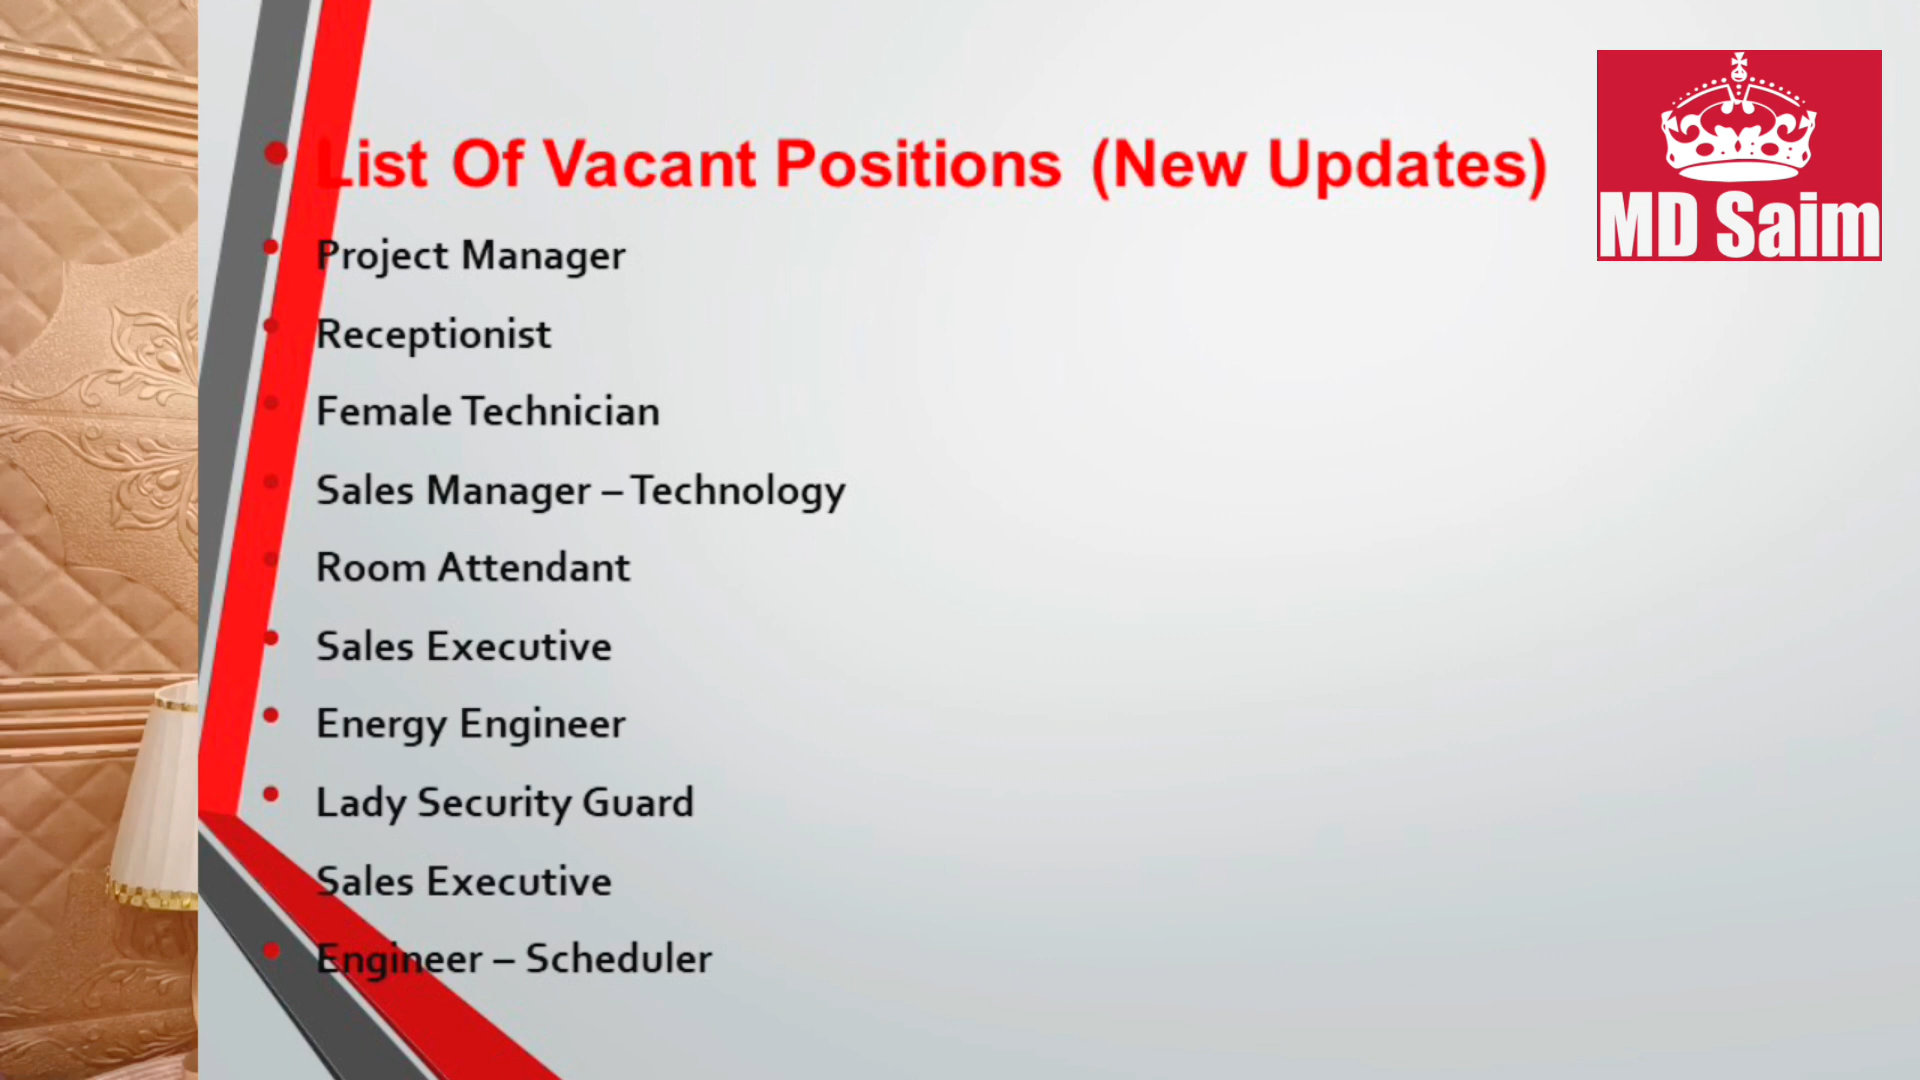 List Of Vacant Positions (New Updates)
MD Saim
Project Manager
Receptionist
Female Technician
Sales Manager – Technology
Room Attendant
Sales Executive
Energy Engineer
Lady Security Guard
Sales Executive
Engineer – Scheduler